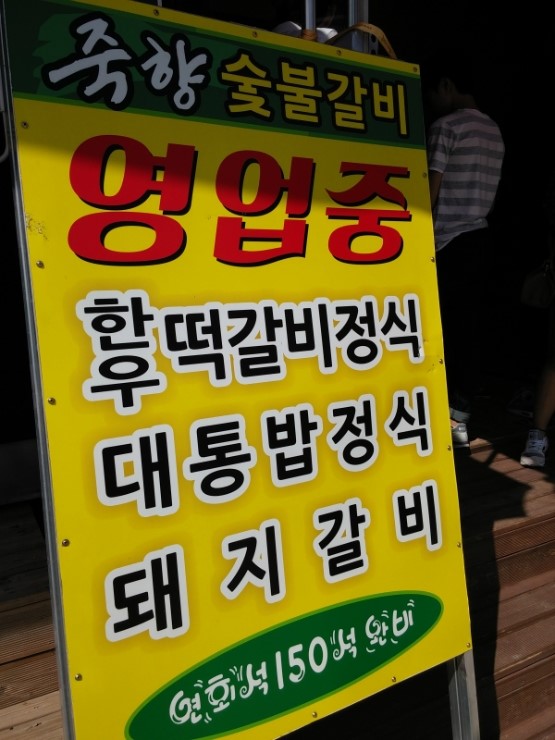 죽향 숯불갈비
영업중
한우 떡갈비정식
대통밥정식
돼지갈비
연회석 150석 완비